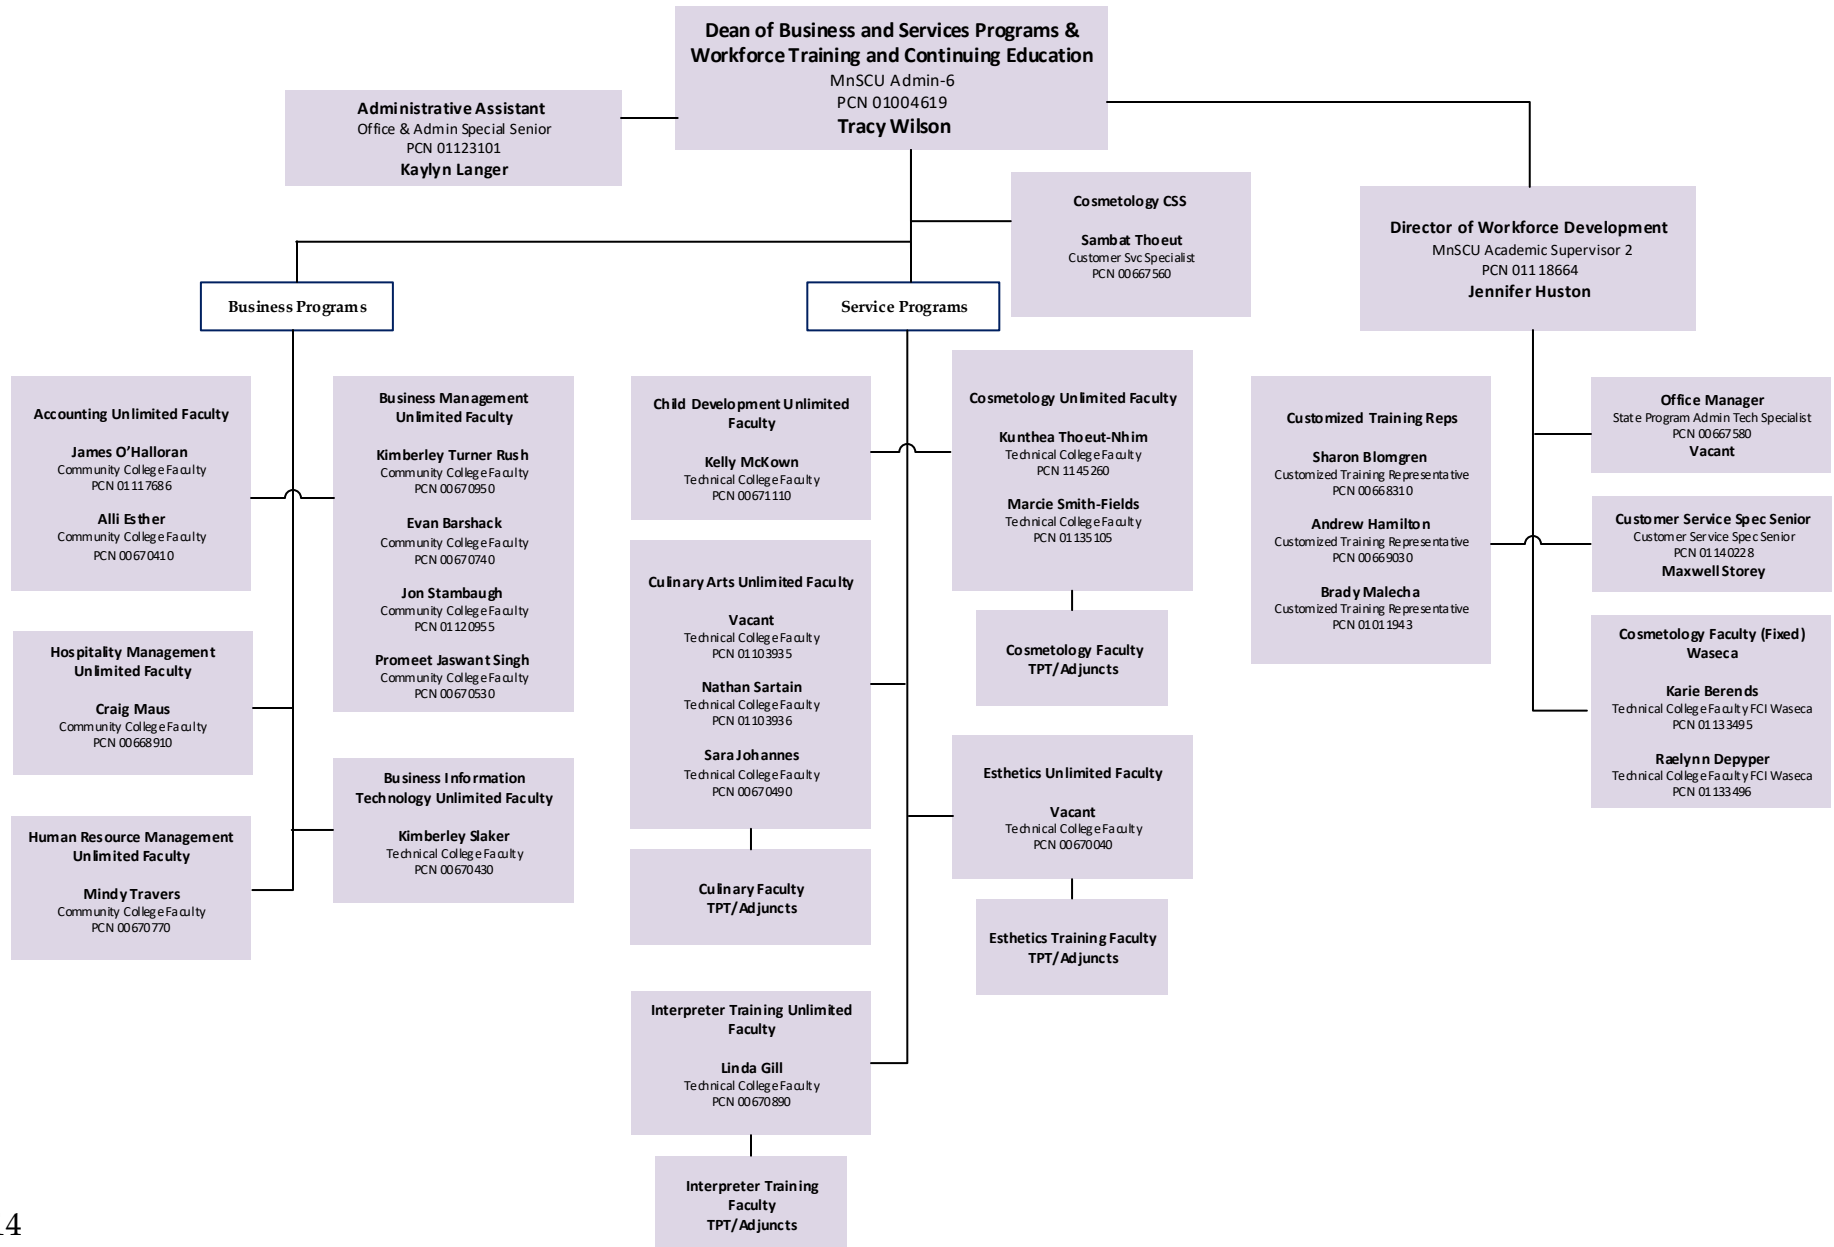 Dean of Business and Services Programs &
Workforce Training and Continuing Education
MnSCU Admin-6
PCN 01004619
Tracy Wilson
Administrative Assistant
Office & Admin Special Senior
PCN 01123101
Kaylyn Langer
Cosmetology CSS
Sambat Thoeut
Customer Svc Specialist
PCN 00667560
Director of Workforce Development
MnSCU Academic Supervisor 2
PCN 01118664
Jennifer Huston
Business Programs
Service Programs
Accounting Unlimited Faculty
James O’Halloran
Community College Faculty
PCN 01117686
Alli Esther
Community College Faculty
PCN 00670410
Business Management
Unlimited Faculty
Kimberley Turner Rush
Community College Faculty
PCN 00670950
Evan Barshack
Community College Faculty
PCN 00670740
Jon Stambaugh
Community College Faculty
PCN 01120955
Promeet Jaswant Singh
Community College Faculty
PCN 00670530
Hospitality Management
Unlimited Faculty
Craig Maus
Community College Faculty
PCN 00668910
Business Information
Technology Unlimited Faculty
Kimberley Slaker
Technical College Faculty
PCN 00670430
Human Resource Management
Unlimited Faculty
Mindy Travers
Community College Faculty
PCN 00670770
Child Development Unlimited
Faculty
Kelly McKown
Technical College Faculty
PCN 00671110
Cosmetology Unlimited Faculty
Kunthea Thoeut-Nhim
Technical College Faculty
PCN 1145260
Marcie Smith-Fields
Technical College Faculty
PCN 01135105
Cosmetology Faculty
TPT/Adjuncts
Culinary Arts Unlimited Faculty
Vacant
Technical College Faculty
PCN 01103935
Nathan Sartain
Technical College Faculty
PCN 01103936
Sara Johannes
Technical College Faculty
PCN 00670490
Culinary Faculty
TPT/Adjuncts
Esthetics Unlimited Faculty
Vacant
Technical College Faculty
PCN 00670040
Esthetics Training Faculty
TPT/Adjuncts
Interpreter Training Unlimited
Faculty
Linda Gill
Technical College Faculty
PCN 00670890
Interpreter Training
Faculty
TPT/Adjuncts
Customized Training Reps
Sharon Blomgren
Customized Training Representative
PCN 00668310
Andrew Hamilton
Customized Training Representative
PCN 00669030
Brady Malecha
Customized Training Representative
PCN 01011943
Office Manager
State Program Admin Tech Specialist
PCN 00667580
Vacant
Customer Service Spec Senior
Customer Service Spec Senior
PCN 01140228
Maxwell Storey
Cosmetology Faculty (Fixed)
Waseca
Karie Berends
Technical College Faculty FCI Waseca
PCN 01133495
Raelynn Depyper
Technical College Faculty FCI Waseca
PCN 01133496